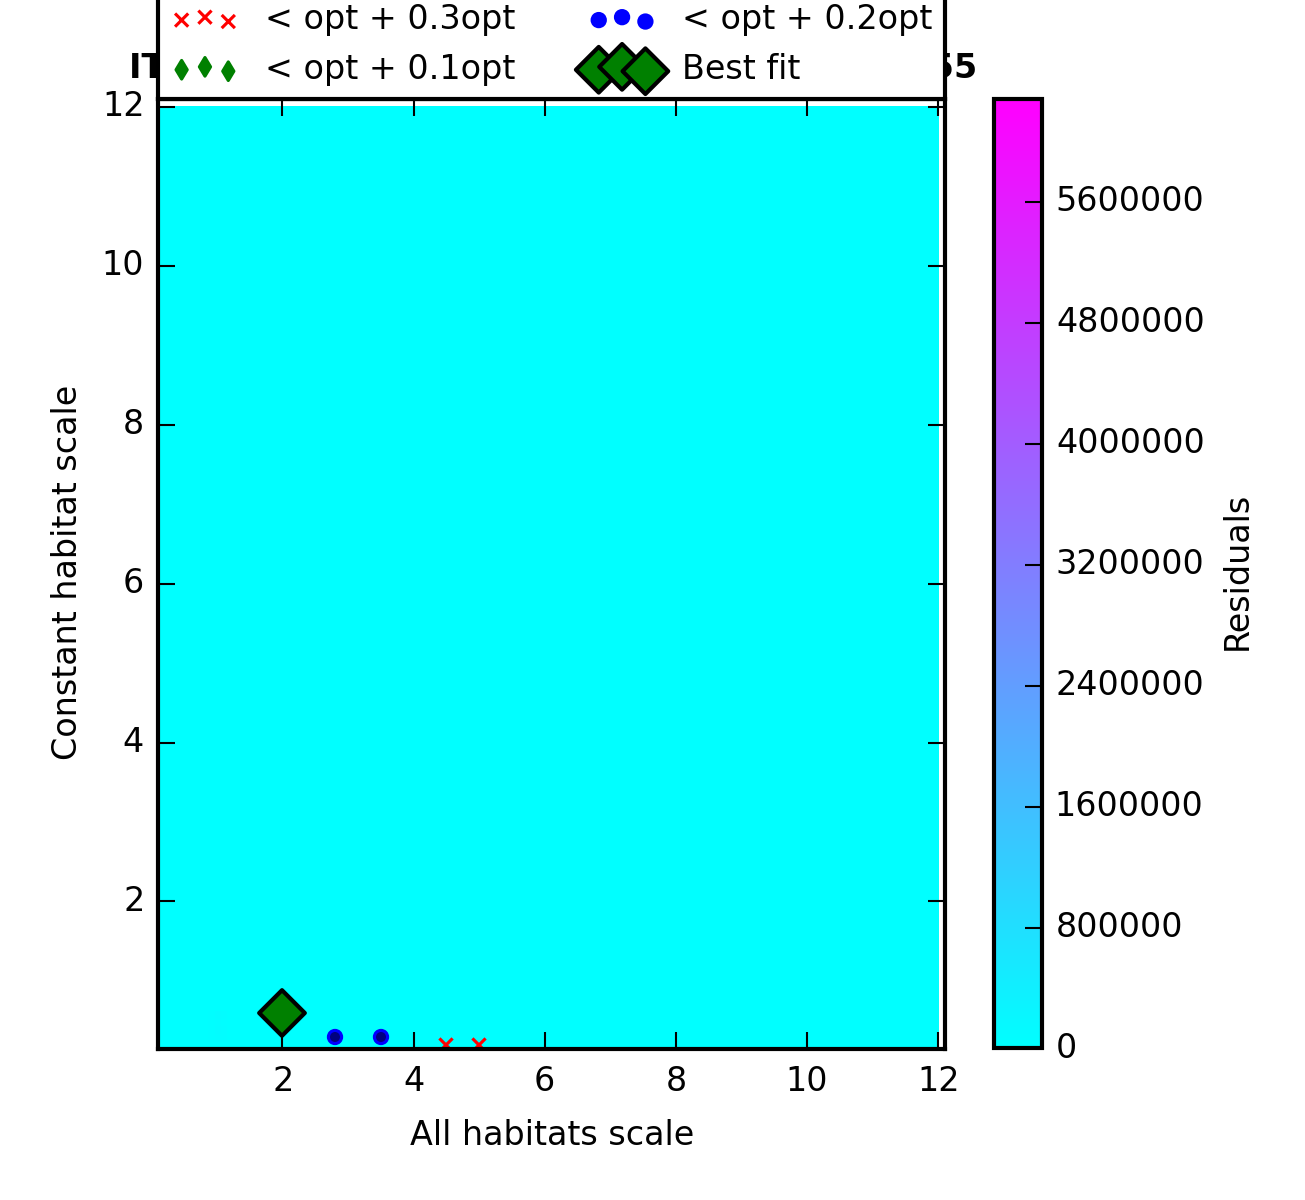 < opt + 0.3opt
< opt + 0.2opt
< opt + 0.1opt
Best fit
12
10
8
6
4
2
Constant habitat scale
2 4 6 8 10 12
All habitats scale
5600000
4800000
4000000
3200000
2400000
1600000
800000
0
Residuals